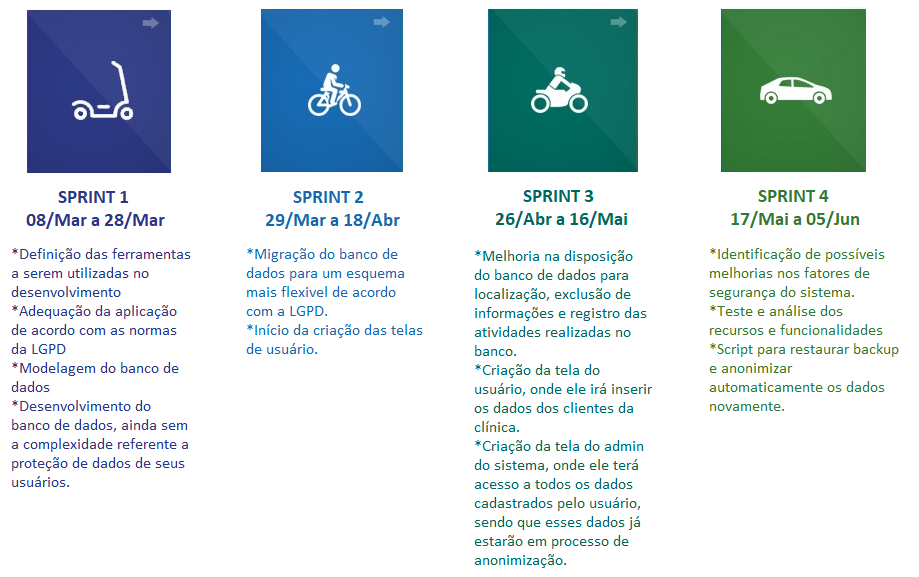 SPRINT 1
08/Mar a 28/Mar
*Definição das ferramentas
a serem utilizadas no
desenvolvimento
*Adequação da aplicação
de acordo com as normas
da LGPD
*Modelagem do banco de
dados
*Desenvolvimento do
banco de dados, ainda sem
a complexidade referente a
proteção de dados de seus
usuários.
SPRINT 2
29/Mar a 18/Abr
*Migração do banco de
dados para um esquema
mais flexivel de acordo
com a LGPD.
*Início da criação das telas
de usuário.
SPRINT 3
26/Abr a 16/Mai
*Melhoria na disposição
do banco de dados para
localização, exclusão de
informações e registro das
atividades realizadas no
banco.
*Criação da tela do
usuário, onde ele irá inserir
os dados dos clientes da
clínica.
*Criação da tela do admin
do sistema, onde ele terá
acesso a todos os dados
cadastrados pelo usuário,
sendo que esses dados já
estarão em processo de
anonimização.
SPRINT 4
17/Mai a 05/Jun
*Identificação de possíveis
melhorias nos fatores de
segurança do sistema.
*Teste e análise dos
recursos e funcionalidades
*Script para restaurar backup
e anonimizar
automaticamente os dados
novamente.